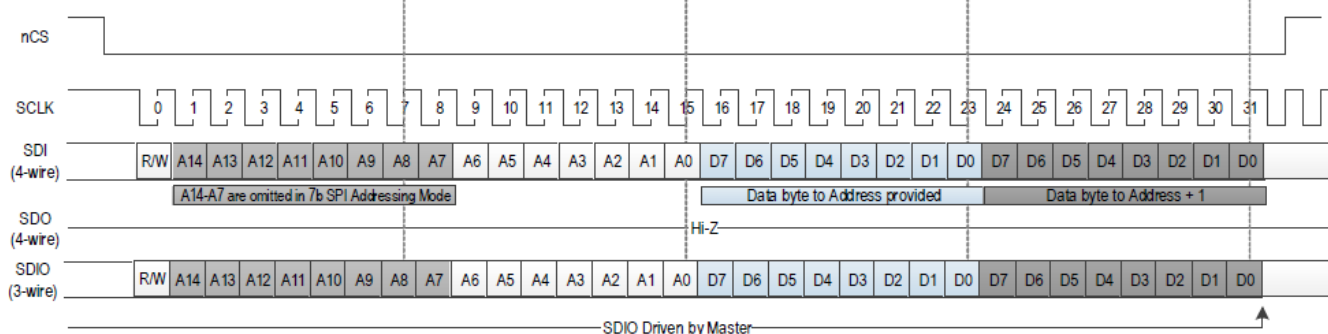 nCS
SCLK 0 1 2 3 4 5 6 7 8 9 10 11 12 13 14 15 16 17 18 19 20 21 22 23 24 25 26 27 28 29 30 31
SDI
(4-wire)
R/W A14 A13 A12 A11 A10 A9 A8 A7 A6 A5 A4 A3 A2 A1 A0 D7 D6 D5 D4 D3 D2 D1 D0 D7 D6 D5 D4 D3 D2 D1 D0
A14-A7 are omitted in 7b SPI Addressing Mode Data byte to Address provided Data byte to Address + 1
SDO
(4-wire)
Hi-Z
SDIO
(3-wire)
R/W A14 A13 A12 A11 A10 A9 A8 A7 A6 A5 A4 A3 A2 A1 A0 D7 D6 D5 D4 D3 D2 D1 D0 D7 D6 D5 D4 D3 D2 D1 D0
SDIO Driven by Master